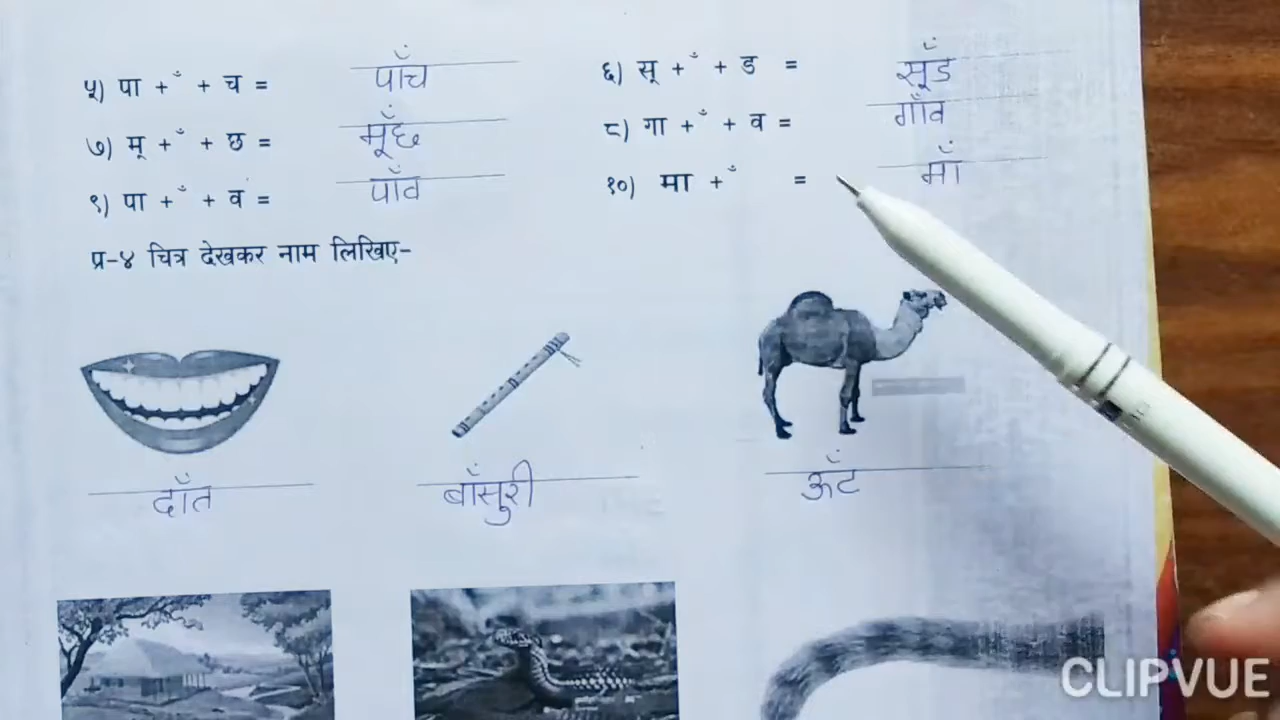 ५) पा + ँ + च = पाँच ६) सू + ँ + ड = सूँड
७) मू + ँ + छ = मूँछ ८) गा + ँ + व = गाँव
९) पा + ँ + व = पाँव १०) मा + ँ = माँ
प्र-४ चित्र देखकर नाम लिखिए-
दाँत बाँसुरी ऊँट
CLIPVUE